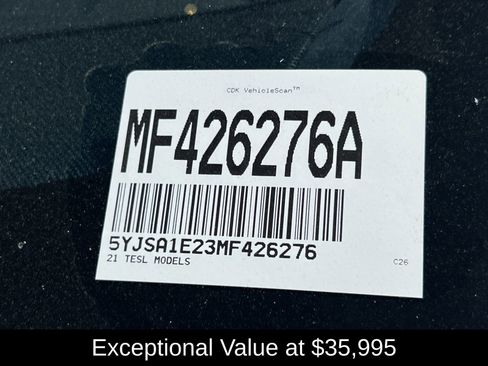 CDK VehicleScan™
MF426276A
5YJSA1E23MF426276
21 TESL MODELS
C26
Exceptional Value at $35,995